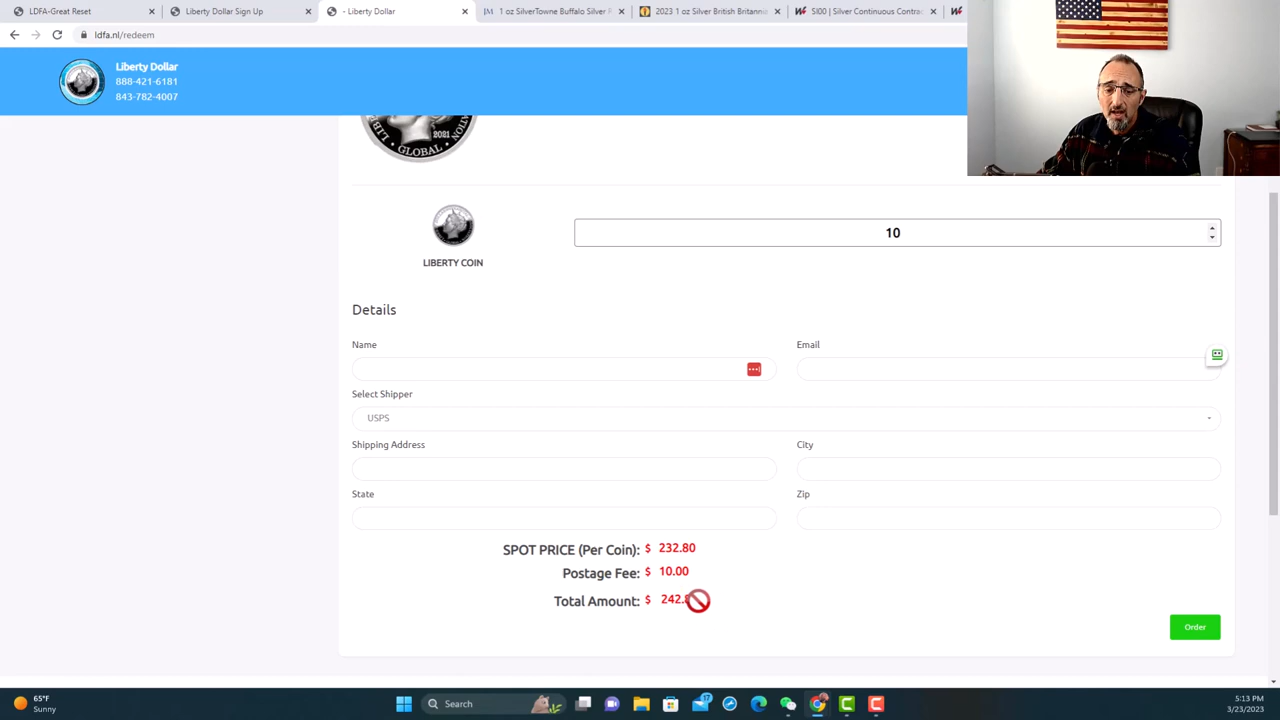 LDFA-Great Reset
Liberty Dollar Sign Up
- Liberty Dollar
1 oz SilverTowne Buffalo Silver
2023 1 oz Silver British Britannia
SI00 | Silver Continuous Contrac
ldfa.nl/redeem
Liberty Dollar
888-421-6181
843-782-4007
2021
GLOBAL
LIBERTY COIN
10
Details
Name
Email
Select Shipper
USPS
Shipping Address
City
State
Zip
SPOT PRICE (Per Coin): $ 232.80
Postage Fee: $ 10.00
Total Amount: $ 242.
Order
65°F
Sunny
Search
17
5:13 PM
3/23/2023